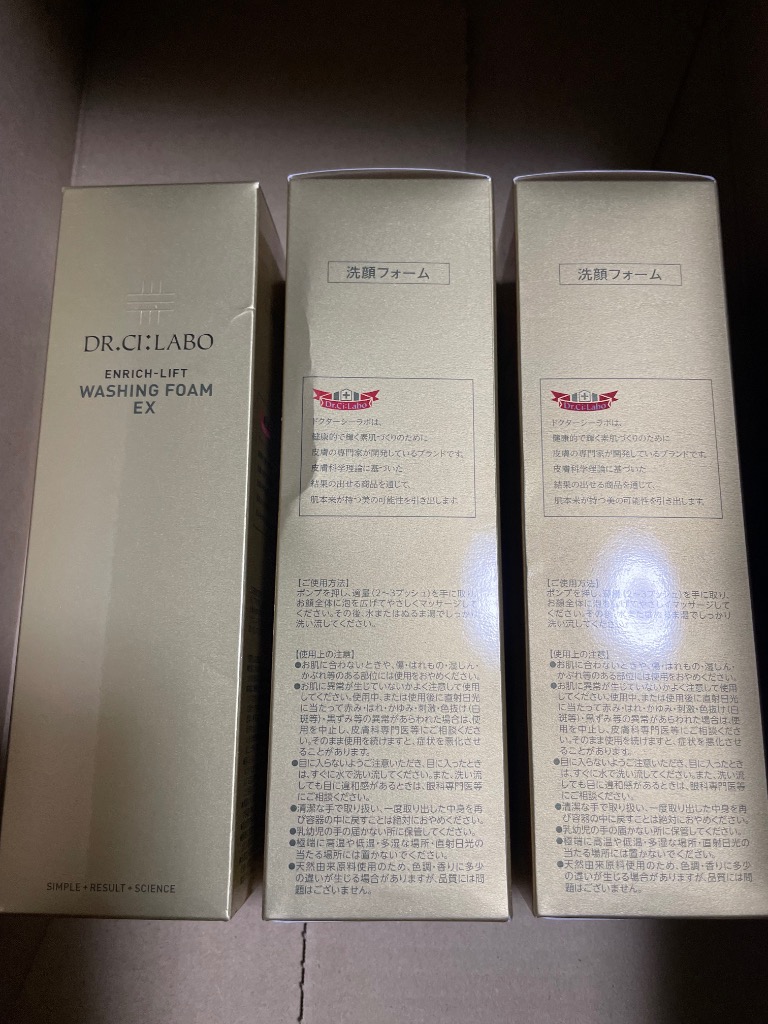 DR.CI:LABO
ENRICH-LIFT
WASHING FOAM
EX
SIMPLE+RESULT+SCIENCE
洗顔フォーム
Dr.Ci:Labo
ドクターシーラボは、
健康的で輝く素肌づくりのために
皮膚の専門家が開発しているブランドです。
皮膚科学理論に基づいた
結果の出せる商品を通じて、
肌本来が持つ美の可能性を引き出します。
【ご使用方法】
ポンプを押し、適量(2〜3プッシュ)を手に取り、
お顔全体に泡を広げてやさしくマッサージして
ください。その後、水またはぬるま湯でしっかり
洗い流してください。
【使用上の注意】
●お肌に合わないときや、傷・はれもの・湿しん・
かぶれ等のある部位には使用をおやめください。
●お肌に異常が生じていないかよく注意して使用
してください。使用中、または使用後に直射日光
に当たって赤み・はれ・かゆみ・刺激・色抜け(白
斑等)・黒ずみ等の異常があらわれた場合は、使
用を中止し、皮膚科専門医等にご相談くださ
い。そのまま使用を続けますと、症状を悪化させ
ることがあります。
●目に入らないようご注意いただき、目に入ったとき
は、すぐに水で洗い流してください。また、洗い流
しても目に違和感があるときは、眼科専門医等
にご相談ください。
●清潔な手で取り扱い、一度取り出した中身を再
び容器の中に戻すことは絶対におやめください。
●乳幼児の手の届かない所に保管してください。
●極端に高温や低温・多湿な場所・直射日光の
当たる場所には置かないでください。
●天然由来原料使用のため、色調・香りに多少
の違いが生じる場合がありますが、品質には問
題はございません。
洗顔フォーム
Dr.Ci:Labo
ドクターシーラボは、
健康的で輝く素肌づくりのために
皮膚の専門家が開発しているブランドです。
皮膚科学理論に基づいた
結果の出せる商品を通じて、
肌本来が持つ美の可能性を引き出します。
【ご使用方法】
ポンプを押し、適量(2〜3プッシュ)を手に取り、
お顔全体に泡を広げてやさしくマッサージして
ください。その後、水またはぬるま湯でしっかり
洗い流してください。
【使用上の注意】
●お肌に合わないときや、傷・はれもの・湿しん・
かぶれ等のある部位には使用をおやめください。
●お肌に異常が生じていないかよく注意して使用
してください。使用中、または使用後に直射日光
に当たって赤み・はれ・かゆみ・刺激・色抜け(白
斑等)・黒ずみ等の異常があらわれた場合は、使
用を中止し、皮膚科専門医等にご相談くださ
い。そのまま使用を続けますと、症状を悪化させ
ることがあります。
●目に入らないようご注意いただき、目に入ったとき
は、すぐに水で洗い流してください。また、洗い流
しても目に違和感があるときは、眼科専門医等
にご相談ください。
●清潔な手で取り扱い、一度取り出した中身を再
び容器の中に戻すことは絶対におやめください。
●乳幼児の手の届かない所に保管してください。
●極端に高温や低温・多湿な場所・直射日光の
当たる場所には置かないでください。
●天然由来原料使用のため、色調・香りに多少
の違いが生じる場合がありますが、品質には問
題はございません。